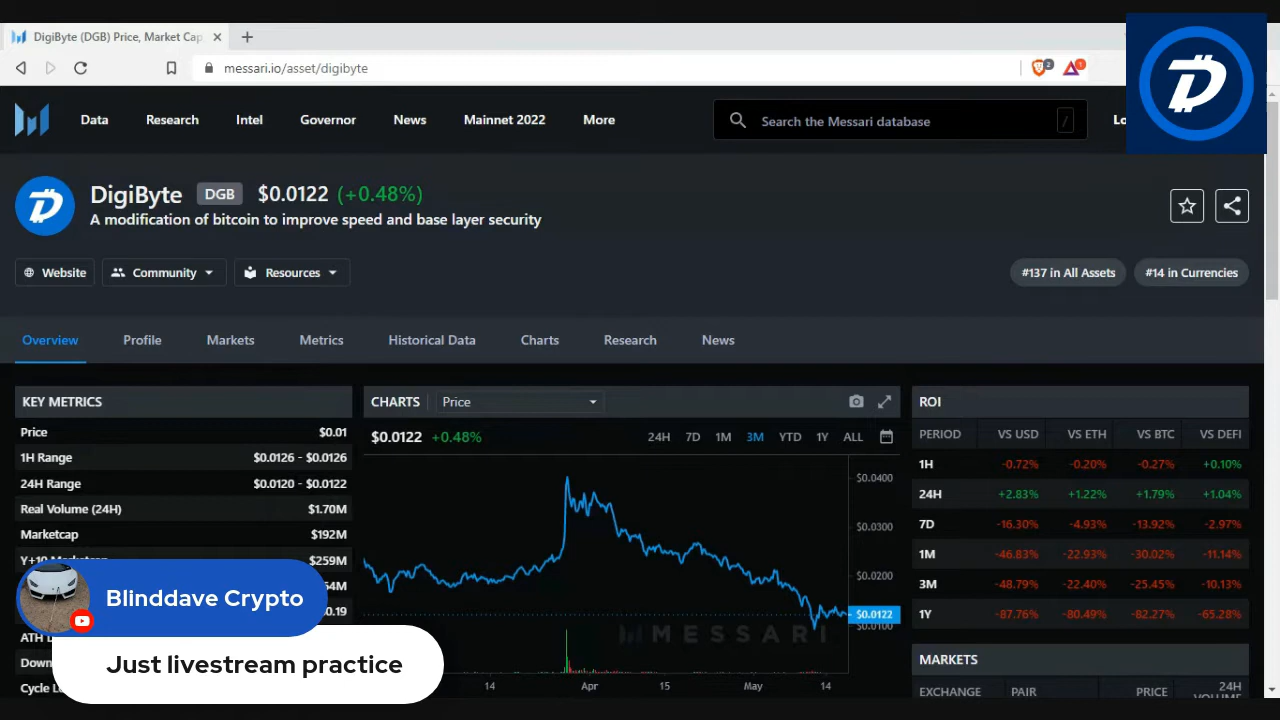 DigiByte (DGB) Price, Market Cap
messari.io/asset/digibyte
2
1
Data
Research
Intel
Governor
News
Mainnet 2022
More
Search the Messari database
/
DigiByte DGB $0.0122 (+0.48%)
A modification of bitcoin to improve speed and base layer security
Website
Community
Resources
#137 in All Assets
#14 in Currencies
Overview
Profile
Markets
Metrics
Historical Data
Charts
Research
News
KEY METRICS
Price $0.01
1H Range $0.0126 - $0.0126
24H Range $0.0120 - $0.0122
Real Volume (24H) $1.70M
Marketcap $192M
$259M
Blinddave Crypto
Just livestream practice
CHARTS Price
$0.0122 +0.48%
24H 7D 1M 3M YTD 1Y ALL
$0.0400
$0.0300
$0.0200
$0.0122
$0.0100
MESSARI
14 Apr 15 May 14
ROI
PERIOD VS USD VS ETH VS BTC VS DEFI
1H -0.72% -0.20% -0.27% +0.10%
24H +2.83% +1.22% +1.79% +1.04%
7D -16.30% -4.93% -13.92% -2.97%
1M -46.83% -22.93% -30.02% -11.14%
3M -48.79% -22.40% -25.45% -10.13%
1Y -87.76% -80.49% -82.27% -65.28%
MARKETS
EXCHANGE PAIR PRICE 24H
VOLUME